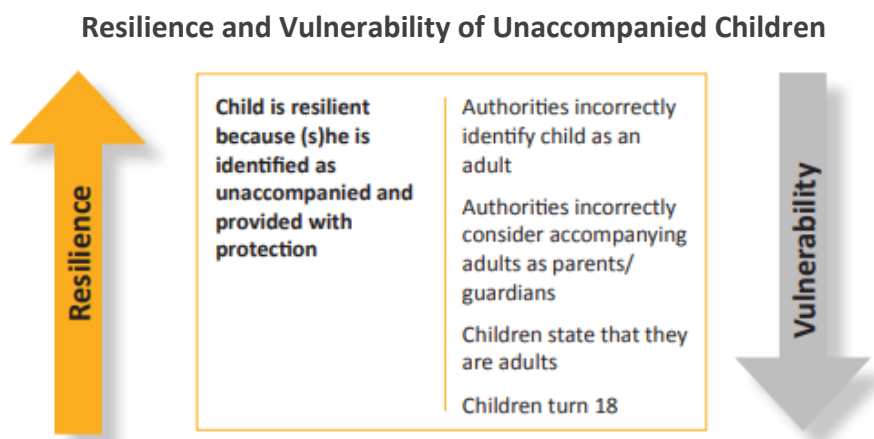 Resilience and Vulnerability of Unaccompanied Children
Resilience
Child is resilient
because (s)he is
identified as
unaccompanied and
provided with
protection
Authorities incorrectly
identify child as an
adult
Authorities incorrectly
consider accompanying
adults as parents/
guardians
Children state that they
are adults
Children turn 18
Vulnerability